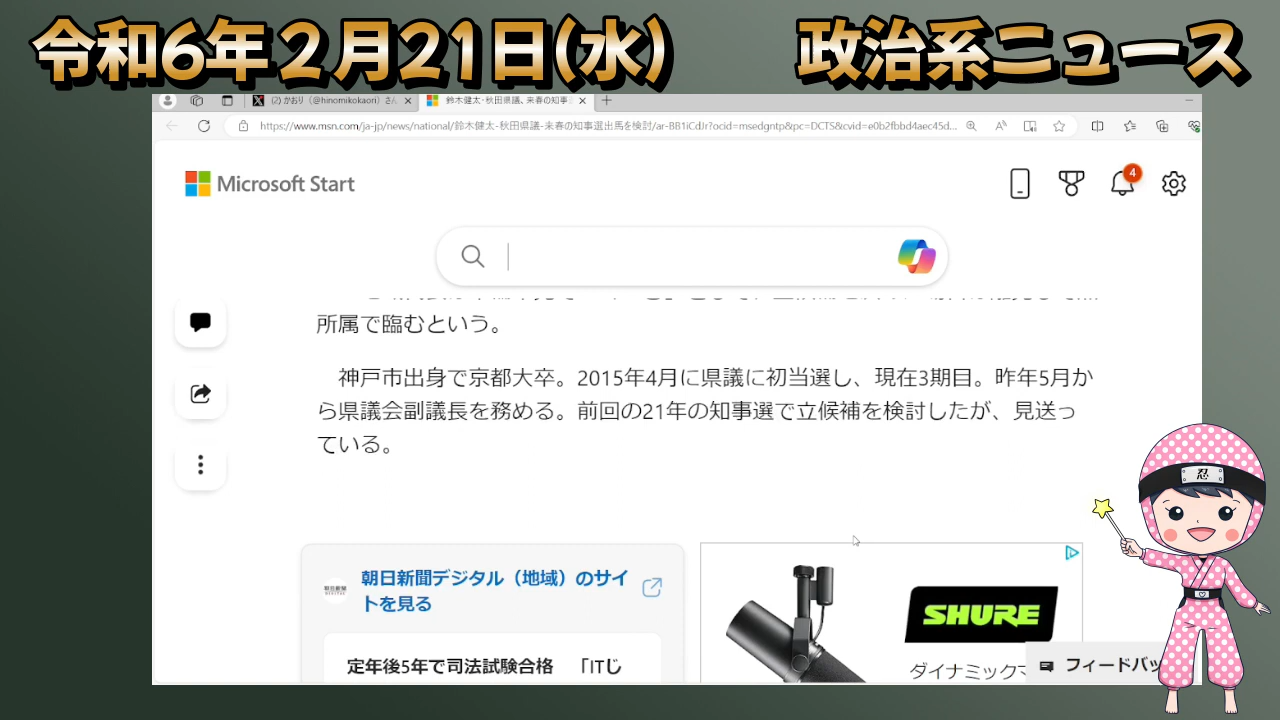 令和6年2月21日(水) 政治系ニュース
(2) かおり (@hinomikokaori) さん
鈴木健太・秋田県議、来春の知事
https://www.msn.com/ja-jp/news/national/鈴木健太-秋田県議-来春の知事選出馬を検討/ar-BB1iCdJr?ocid=msedgntp&pc=DCTS&cvid=e0b2fbbd4aec45d...
Microsoft Start
4
所属で臨むという。
神戸市出身で京都大卒。2015年4月に県議に初当選し、現在3期目。昨年5月か
ら県議会副議長を務める。前回の21年の知事選で立候補を検討したが、見送っ
ている。
朝日新聞デジタル（地域）のサイ
トを見る
定年後5年で司法試験合格 「ITじ
SHURE
ダイナミックマ
フィードバッ
忍